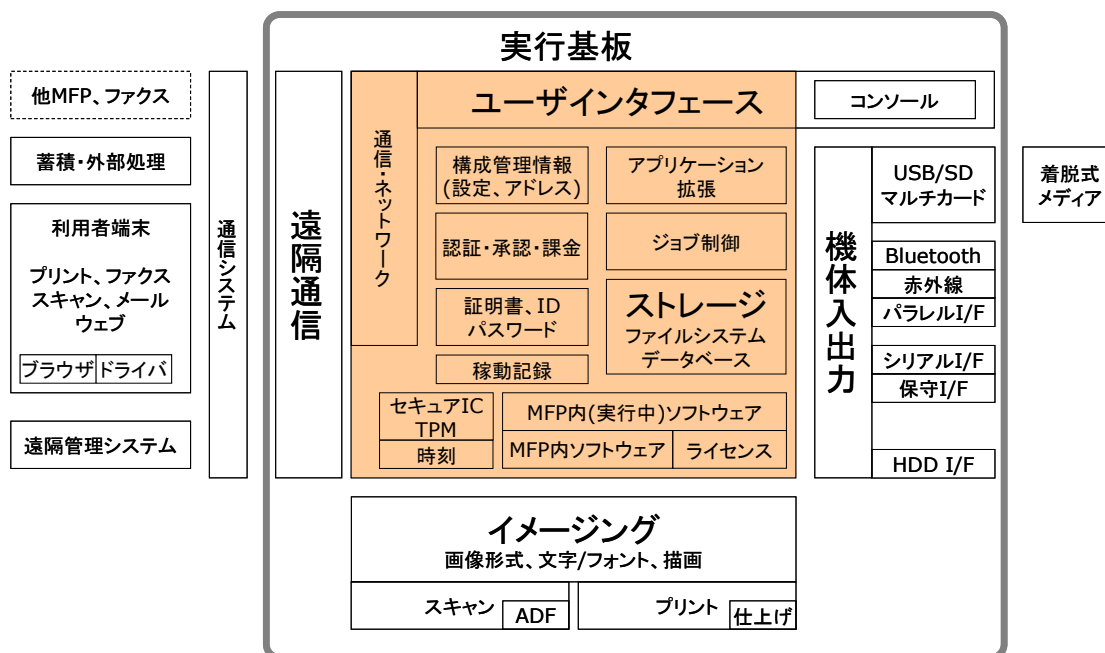 実行基板
他MFP、ファクス
蓄積・外部処理
利用者端末
プリント、ファクス
スキャン、メール
ウェブ
ブラウザ
ドライバ
遠隔管理システム
通信システム
遠隔通信
通信・ネットワーク
ユーザインタフェース
コンソール
構成管理情報
(設定、アドレス)
アプリケーション
拡張
認証・承認・課金
ジョブ制御
証明書、ID
パスワード
ストレージ
ファイルシステム
データベース
稼動記録
セキュアIC
TPM
時刻
MFP内(実行中)ソフトウェア
MFP内ソフトウェア
ライセンス
機体入出力
USB/SD
マルチカード
Bluetooth
赤外線
パラレルI/F
シリアルI/F
保守I/F
HDD I/F
着脱式
メディア
イメージング
画像形式、文字/フォント、描画
スキャン
ADF
プリント
仕上げ